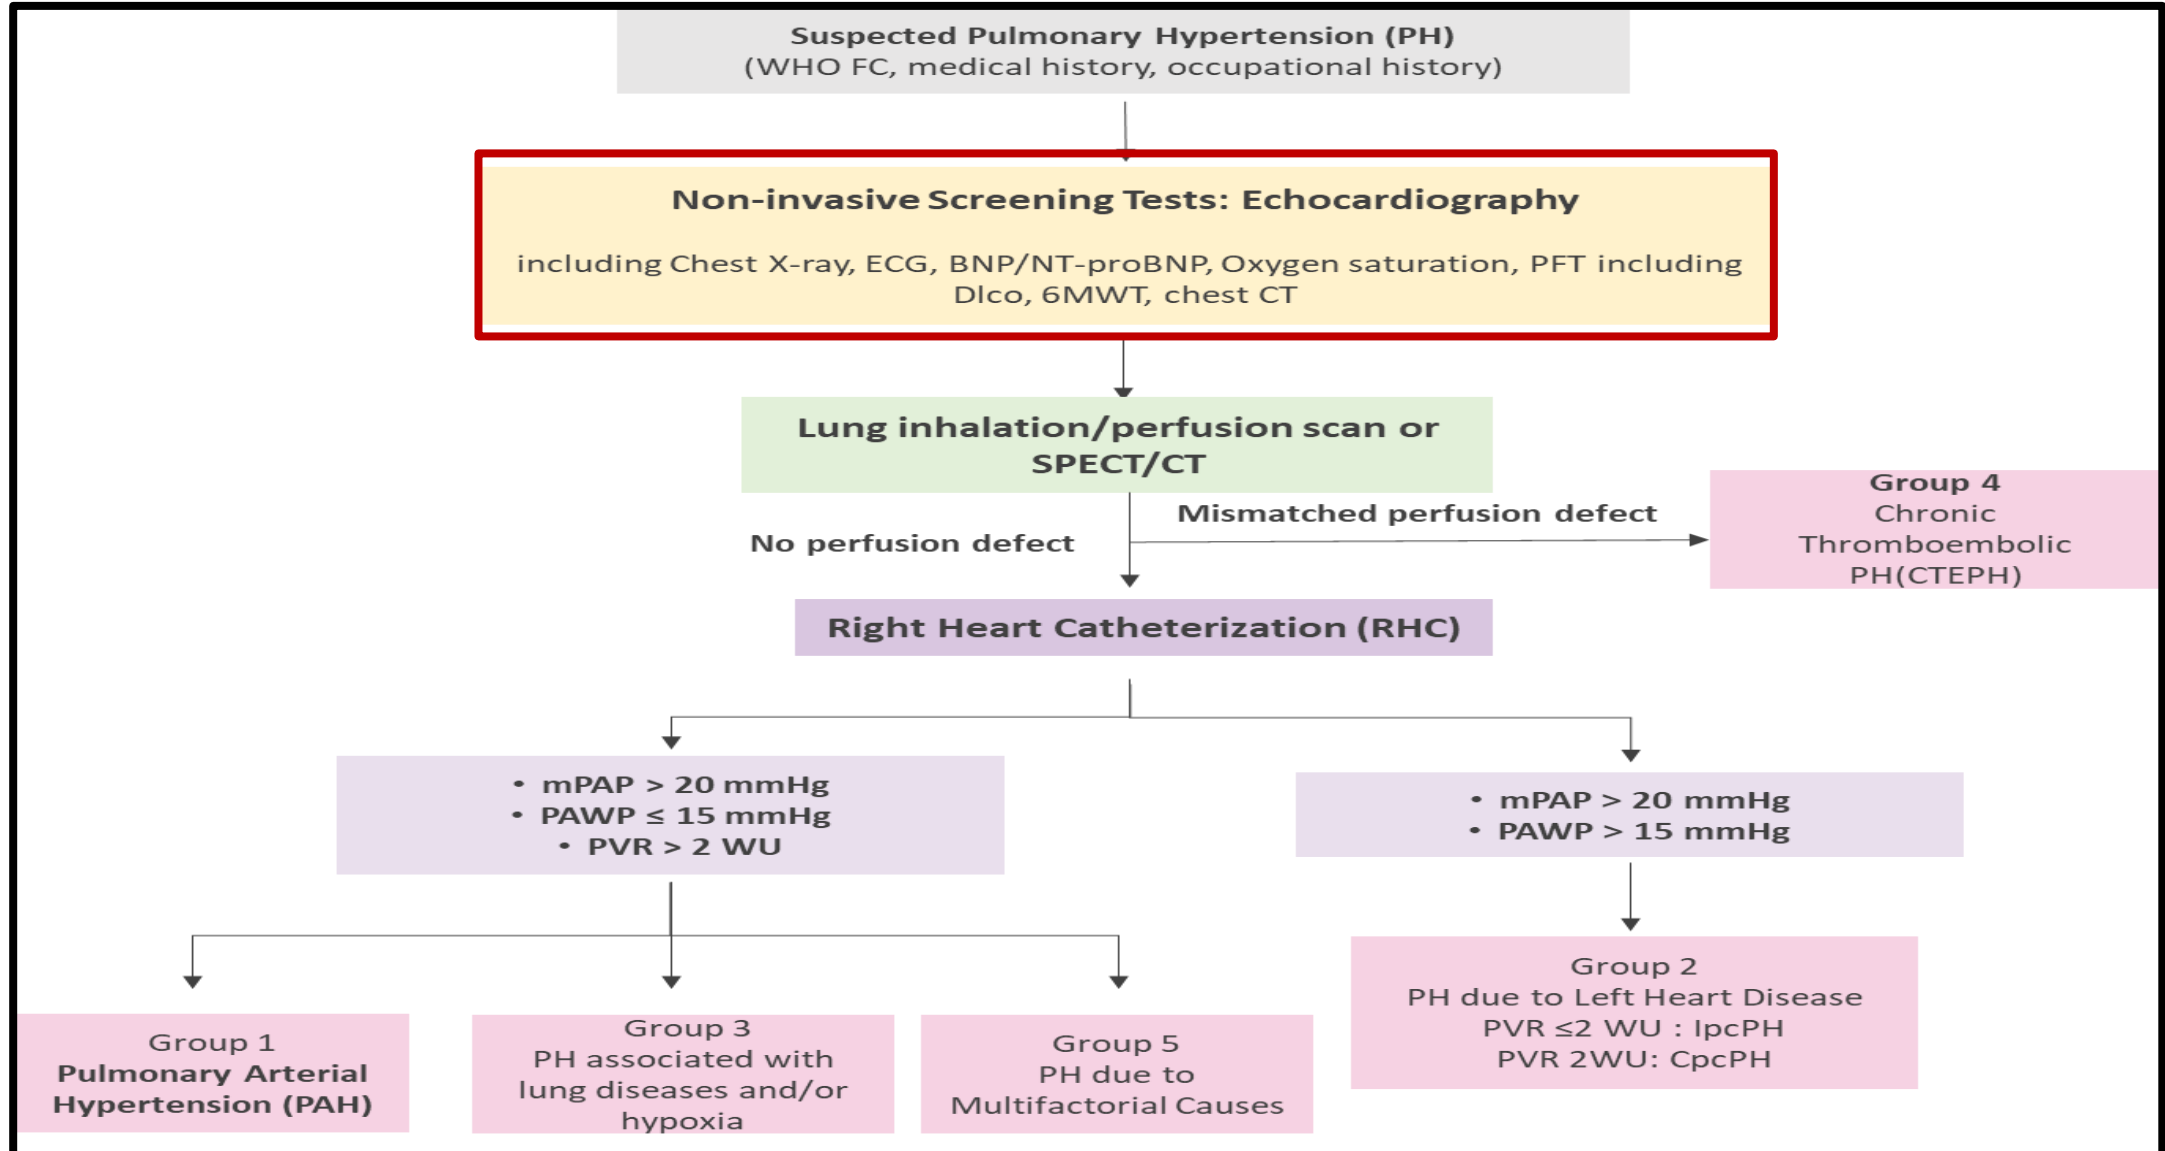 Suspected Pulmonary Hypertension (PH)
(WHO FC, medical history, occupational history)
Non-invasive Screening Tests: Echocardiography
including Chest X-ray, ECG, BNP/NT-proBNP, Oxygen saturation, PFT including
Dlco, 6MWT, chest CT
Lung inhalation/perfusion scan or
SPECT/CT
Mismatched perfusion defect
No perfusion defect
Group 4
Chronic
Thromboembolic
PH(CTEPH)
Right Heart Catheterization (RHC)
• mPAP > 20 mmHg
• PAWP ≤ 15 mmHg
• PVR > 2 WU
• mPAP > 20 mmHg
• PAWP > 15 mmHg
Group 1
Pulmonary Arterial
Hypertension (PAH)
Group 3
PH associated with
lung diseases and/or
hypoxia
Group 5
PH due to
Multifactorial Causes
Group 2
PH due to Left Heart Disease
PVR ≤2 WU : IpcPH
PVR 2WU: CpcPH